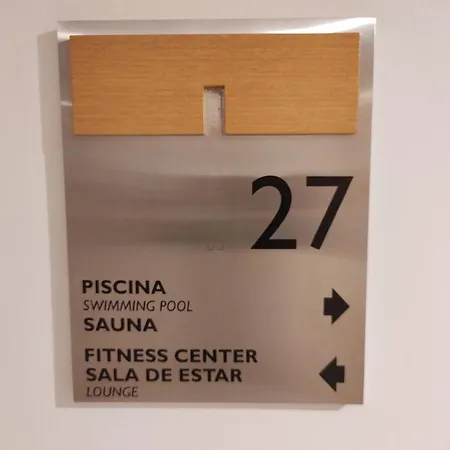 27
PISCINA
SWIMMING POOL
SAUNA
FITNESS CENTER
SALA DE ESTAR
LOUNGE